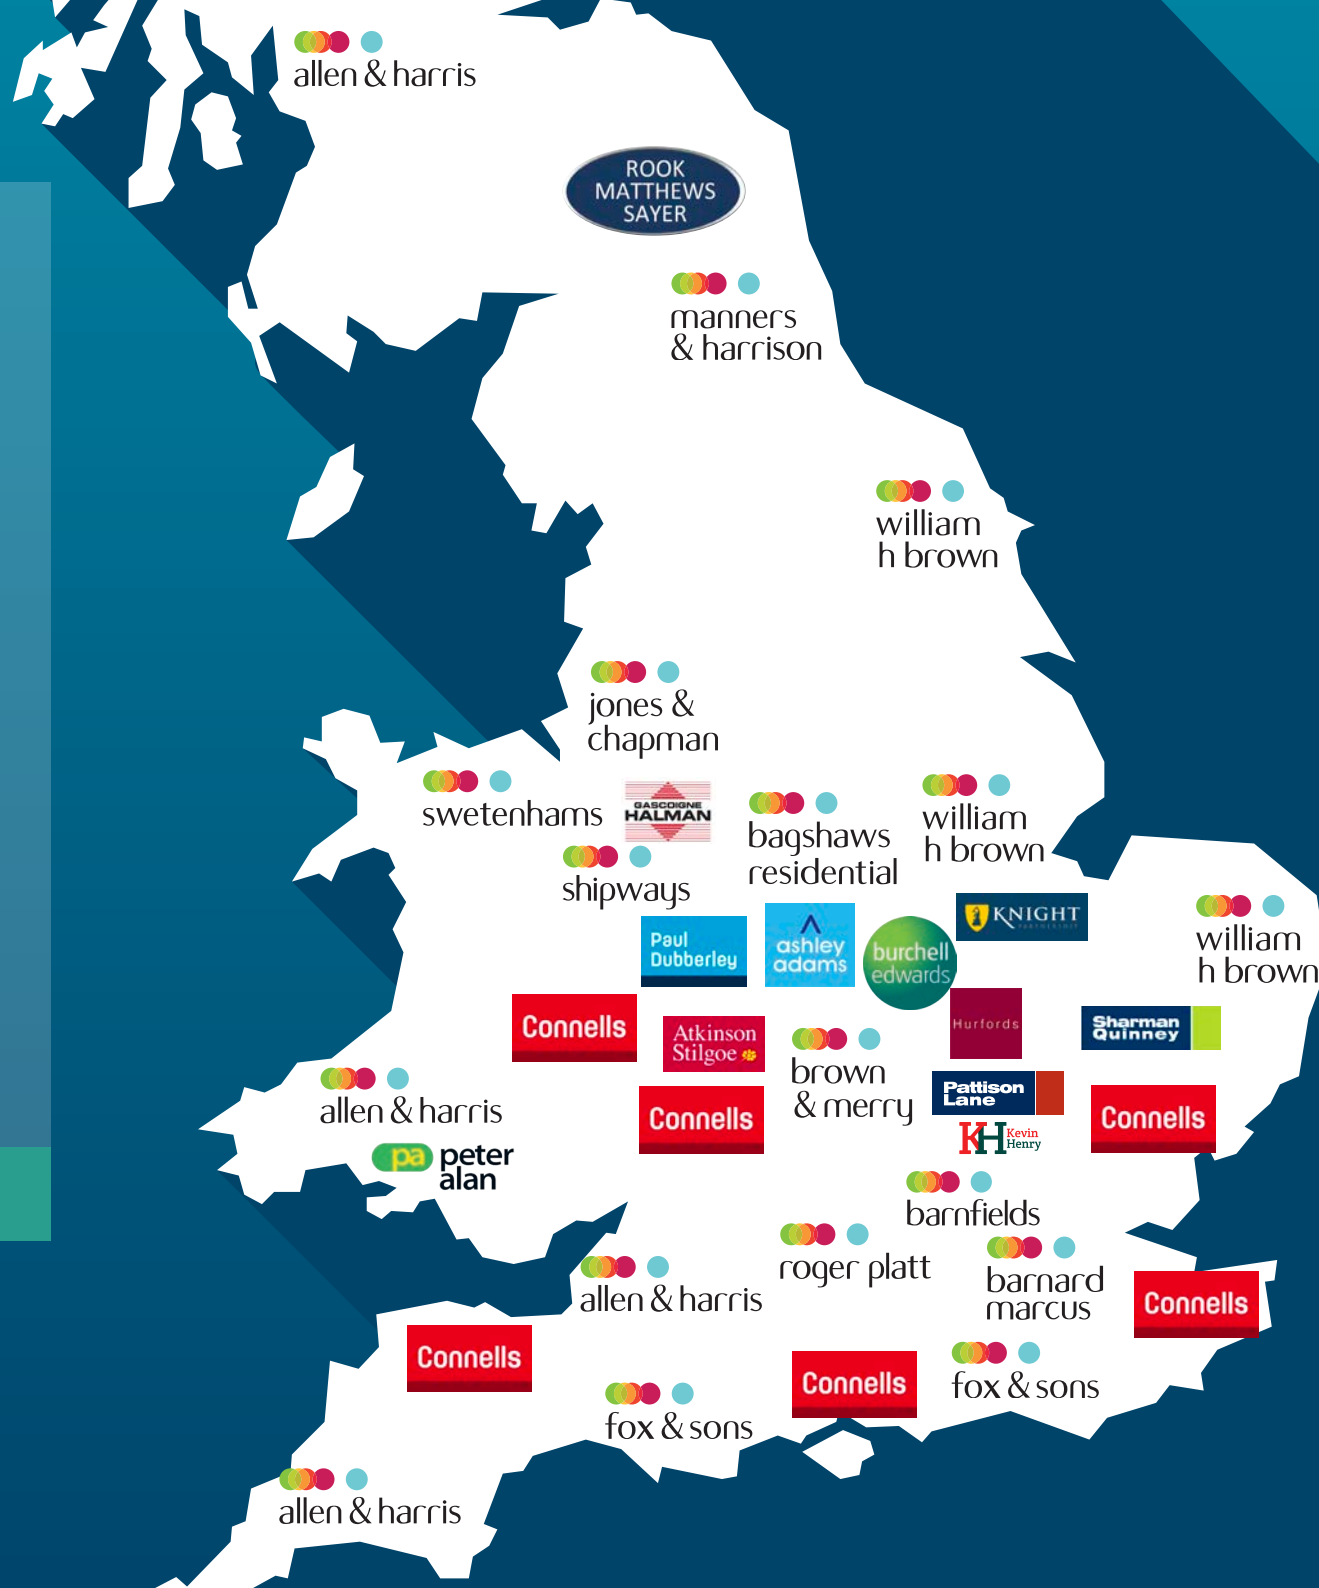 allen & harris
ROOK
MATTHEWS
SAYER
manners
& harrison
william
h brown
jones &
chapman
swetenhams
GASCOIGNE
HALMAN
bagshaws
residential
william
h brown
shipways
KNIGHT
PARTNERSHIP
william
h brown
Paul
Dubberley
ashley
adams
burchell
edwards
Connells
Atkinson
Stilgoe
Hurfords
Sharman
Quinney
brown
& merry
Pattison
Lane
allen & harris
Connells
Connells
KH Kevin
Henry
pa peter
alan
barnfields
roger platt
barnard
marcus
allen & harris
Connells
Connells
Connells
fox & sons
fox & sons
allen & harris